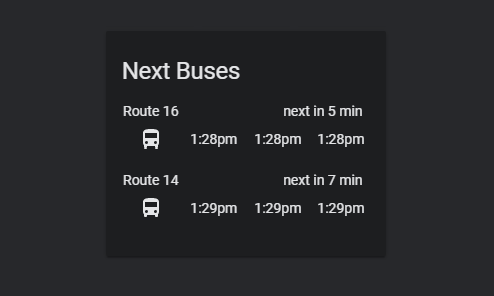 Next Buses
Route 16 next in 5 min
1:28pm 1:28pm 1:28pm
Route 14 next in 7 min
1:29pm 1:29pm 1:29pm